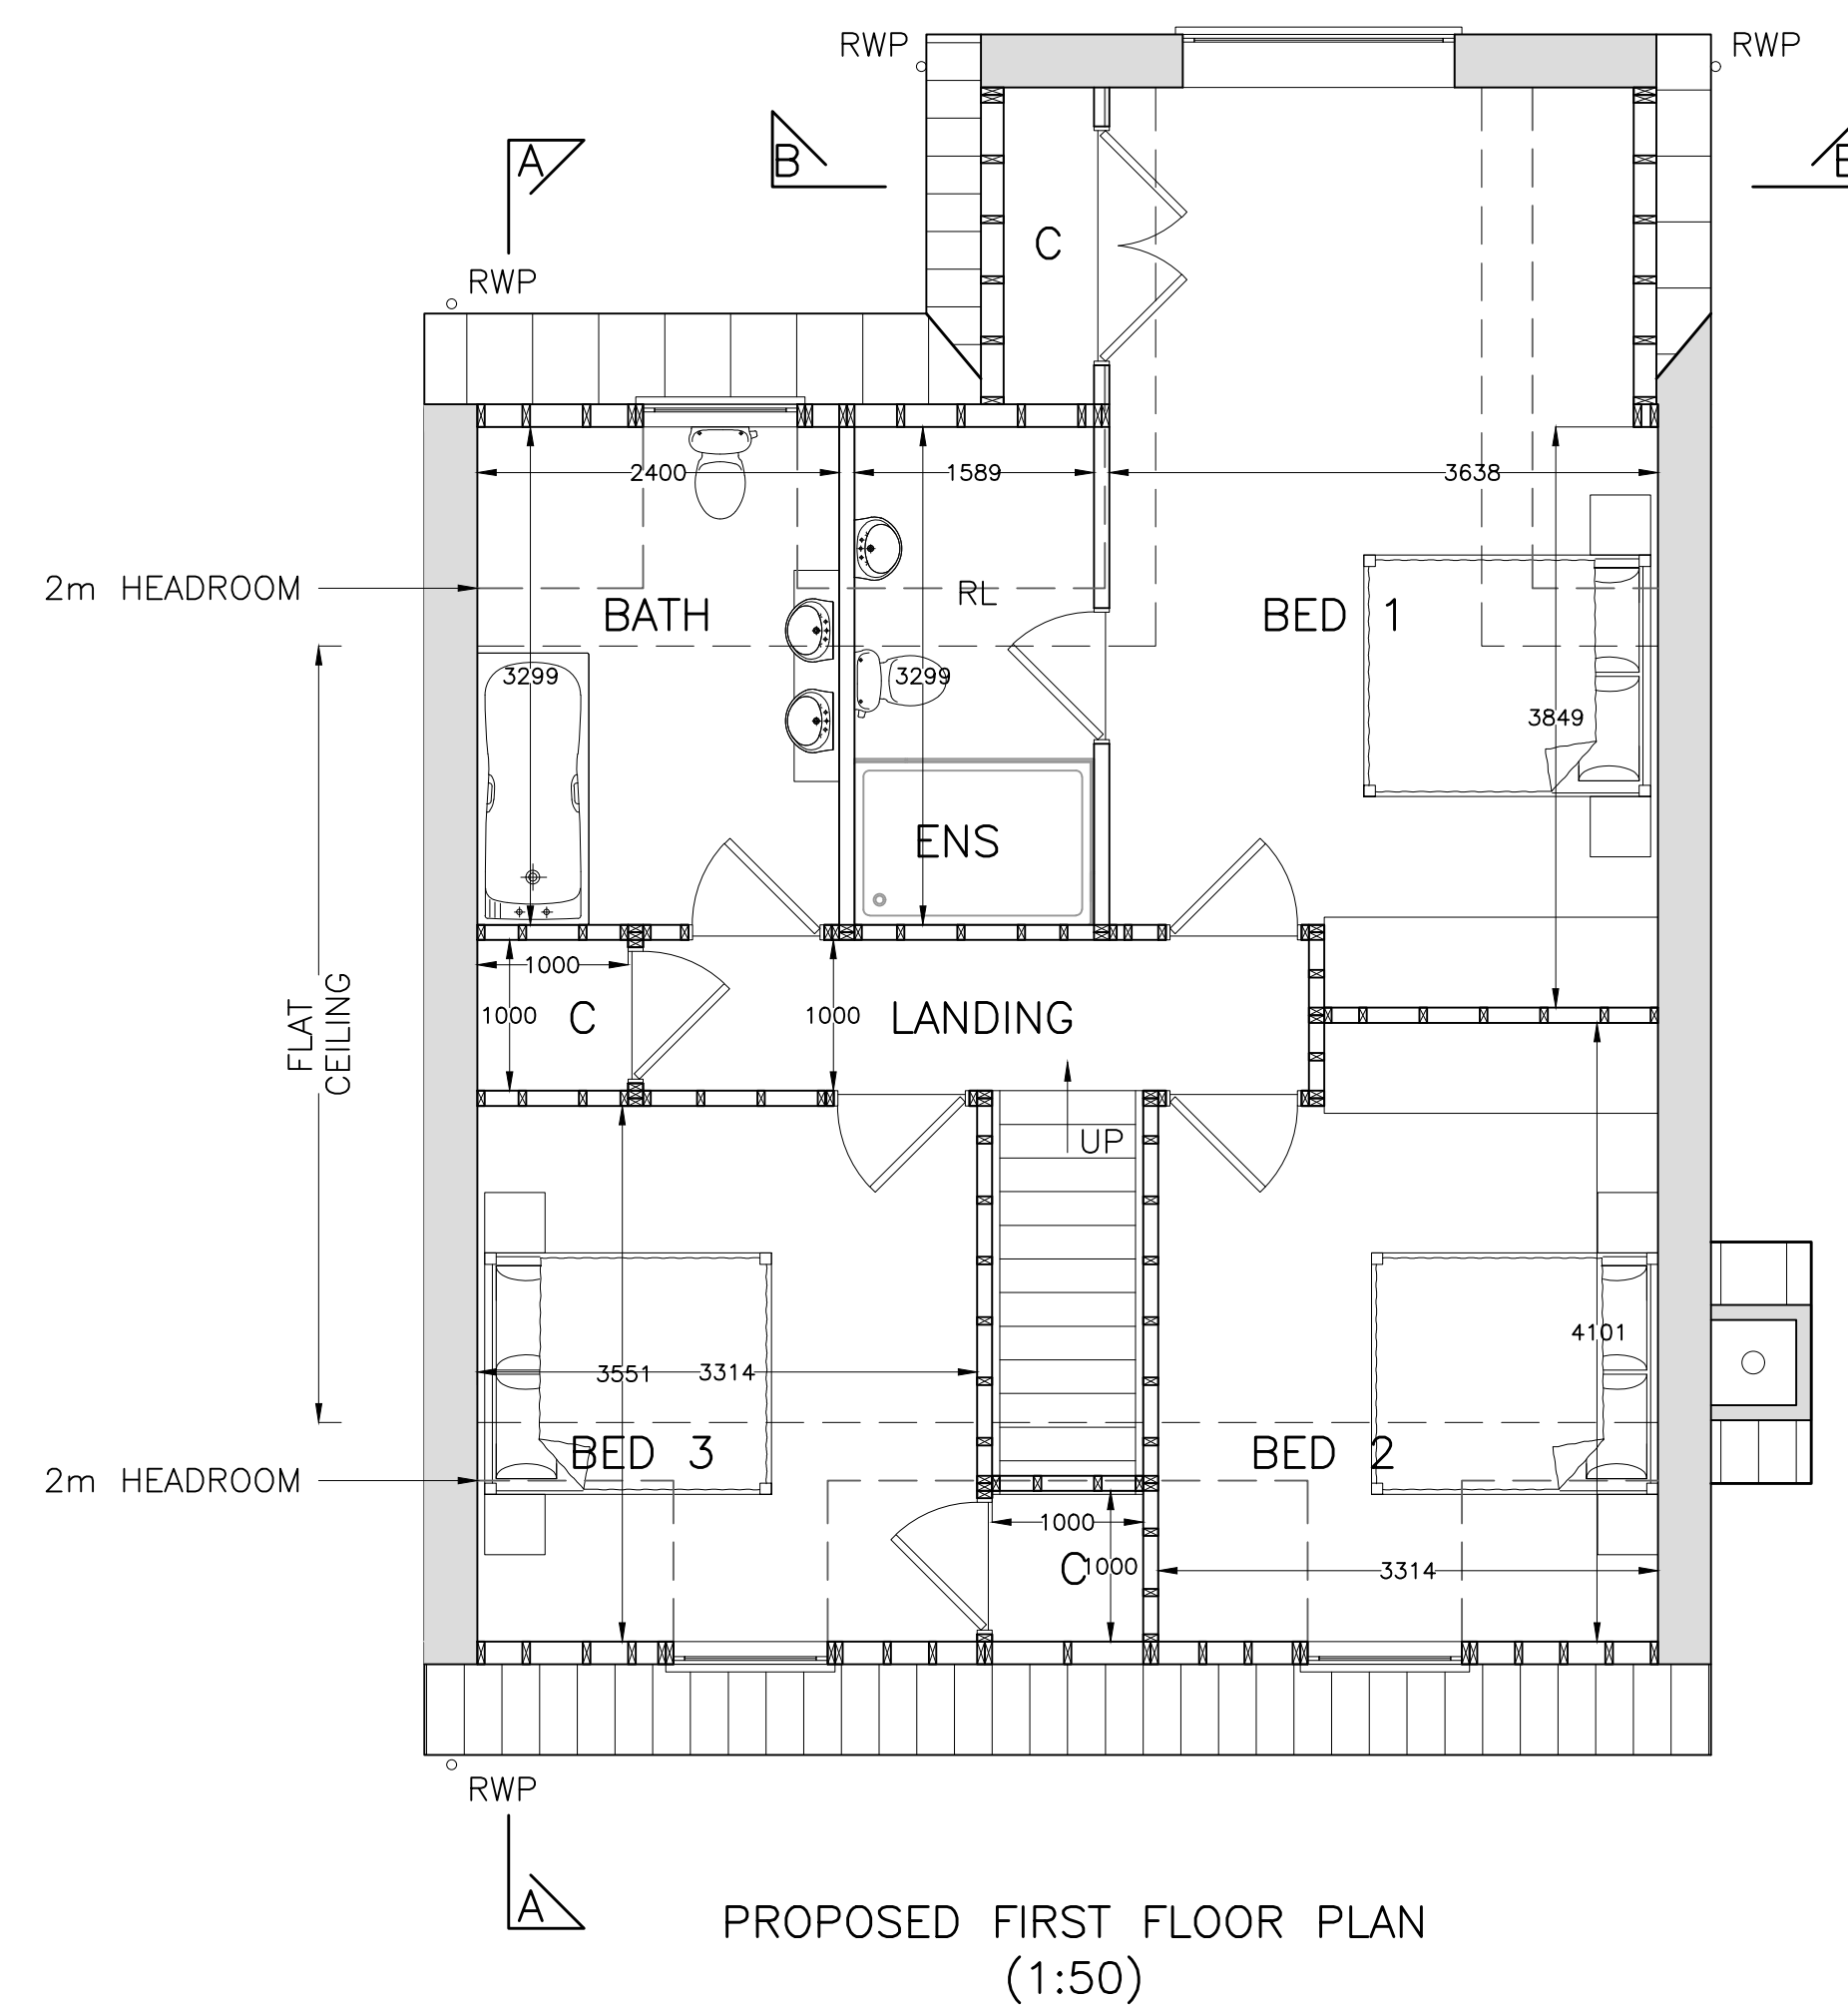 RWP
RWP
A
B
B
RWP
C
2400
1589
3638
2m HEADROOM
RL
BATH
BED 1
3299
3299
3849
ENS
1000
FLAT
CEILING
1000
C
1000
LANDING
UP
4101
3551
3314
BED 3
BED 2
2m HEADROOM
1000
C
1000
3314
RWP
A
PROPOSED FIRST FLOOR PLAN
(1:50)